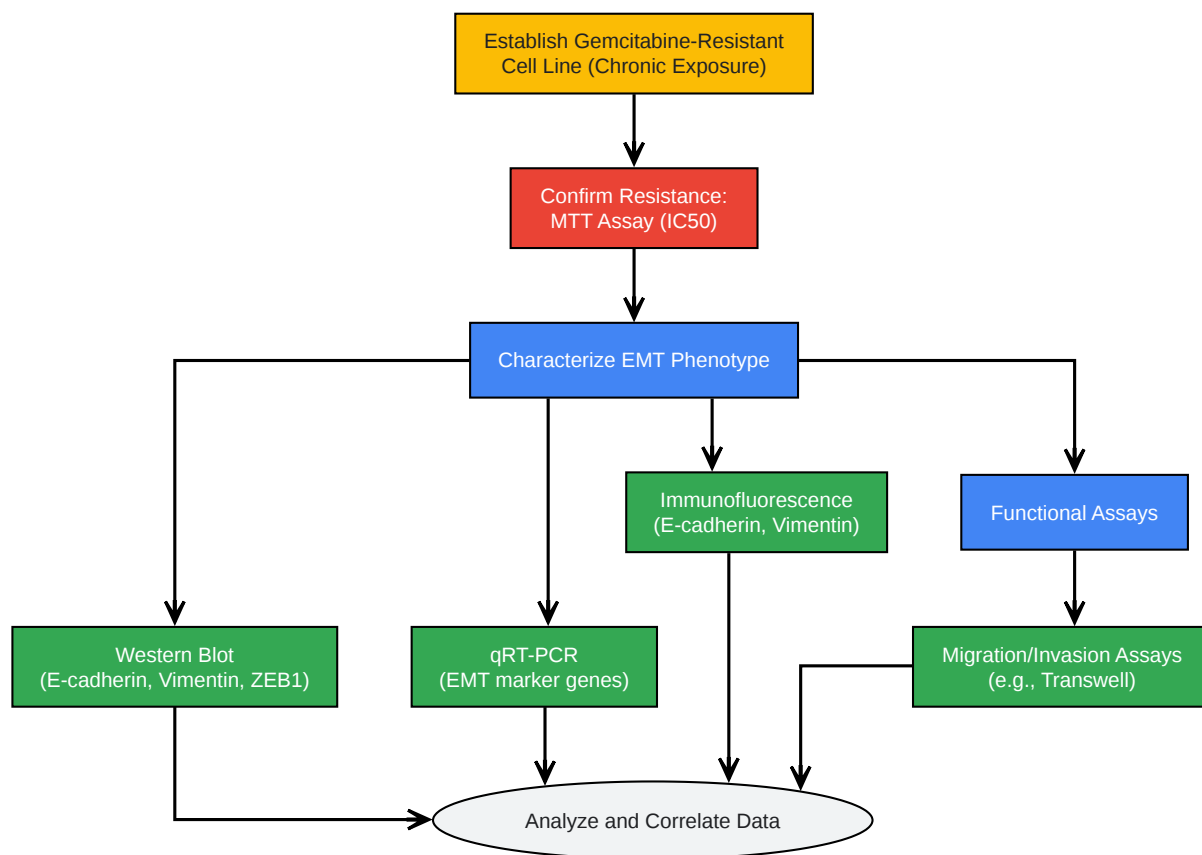 Establish Gemcitabine-Resistant
Cell Line (Chronic Exposure)
Confirm Resistance:
MTT Assay (IC50)
Characterize EMT Phenotype
Immunofluorescence
(E-cadherin, Vimentin)
Functional Assays
Western Blot
(E-cadherin, Vimentin, ZEB1)
qRT-PCR
(EMT marker genes)
Migration/Invasion Assays
(e.g., Transwell)
Analyze and Correlate Data